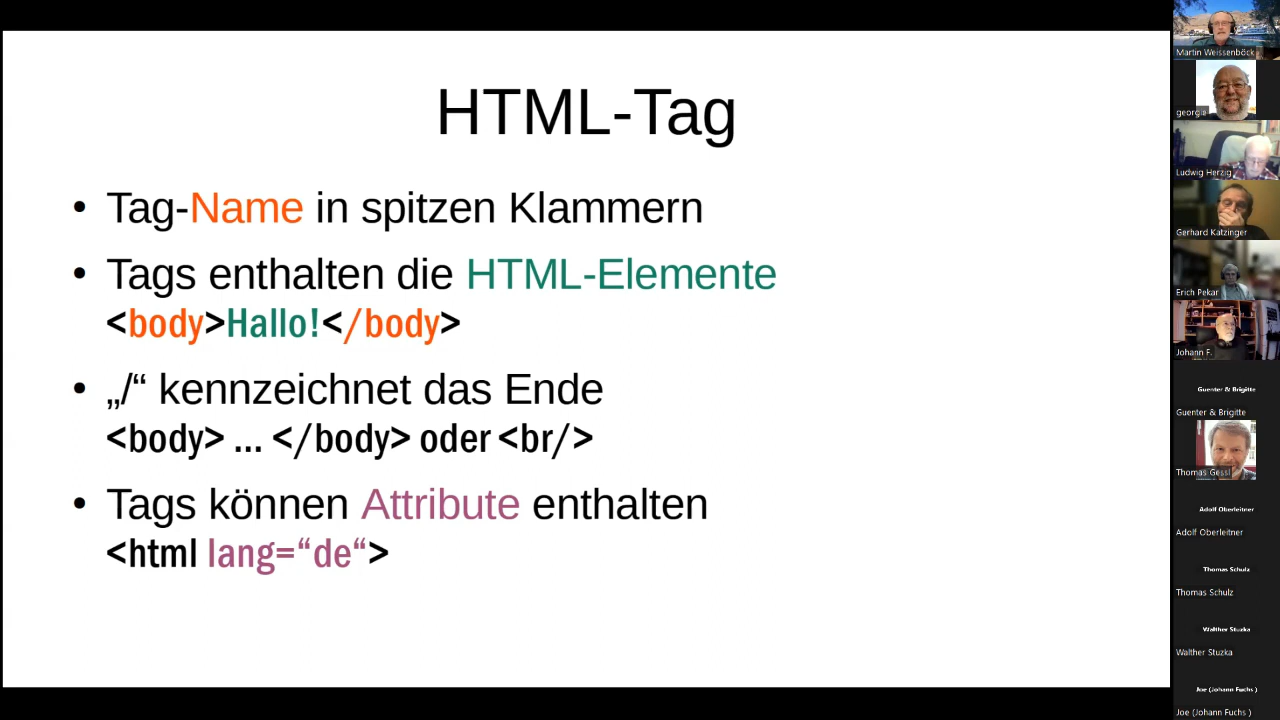 HTML-Tag
• Tag-Name in spitzen Klammern
• Tags enthalten die HTML-Elemente
<body>Hallo!</body>
• „/“ kennzeichnet das Ende
<body> ... </body> oder <br/>
• Tags können Attribute enthalten
<html lang=“de“>
Martin Weissenböck
georg
Ludwig Herzig
Gerhard Katzinger
Erich Pekar
Johann F.
Guenter & Brigitte
Guenter & Brigitte
Thomas Gessl
Adolf Oberleitner
Adolf Oberleitner
Thomas Schulz
Thomas Schulz
Walther Stuzka
Walther Stuzka
Joe (Johann Fuchs )
Joe (Johann Fuchs )